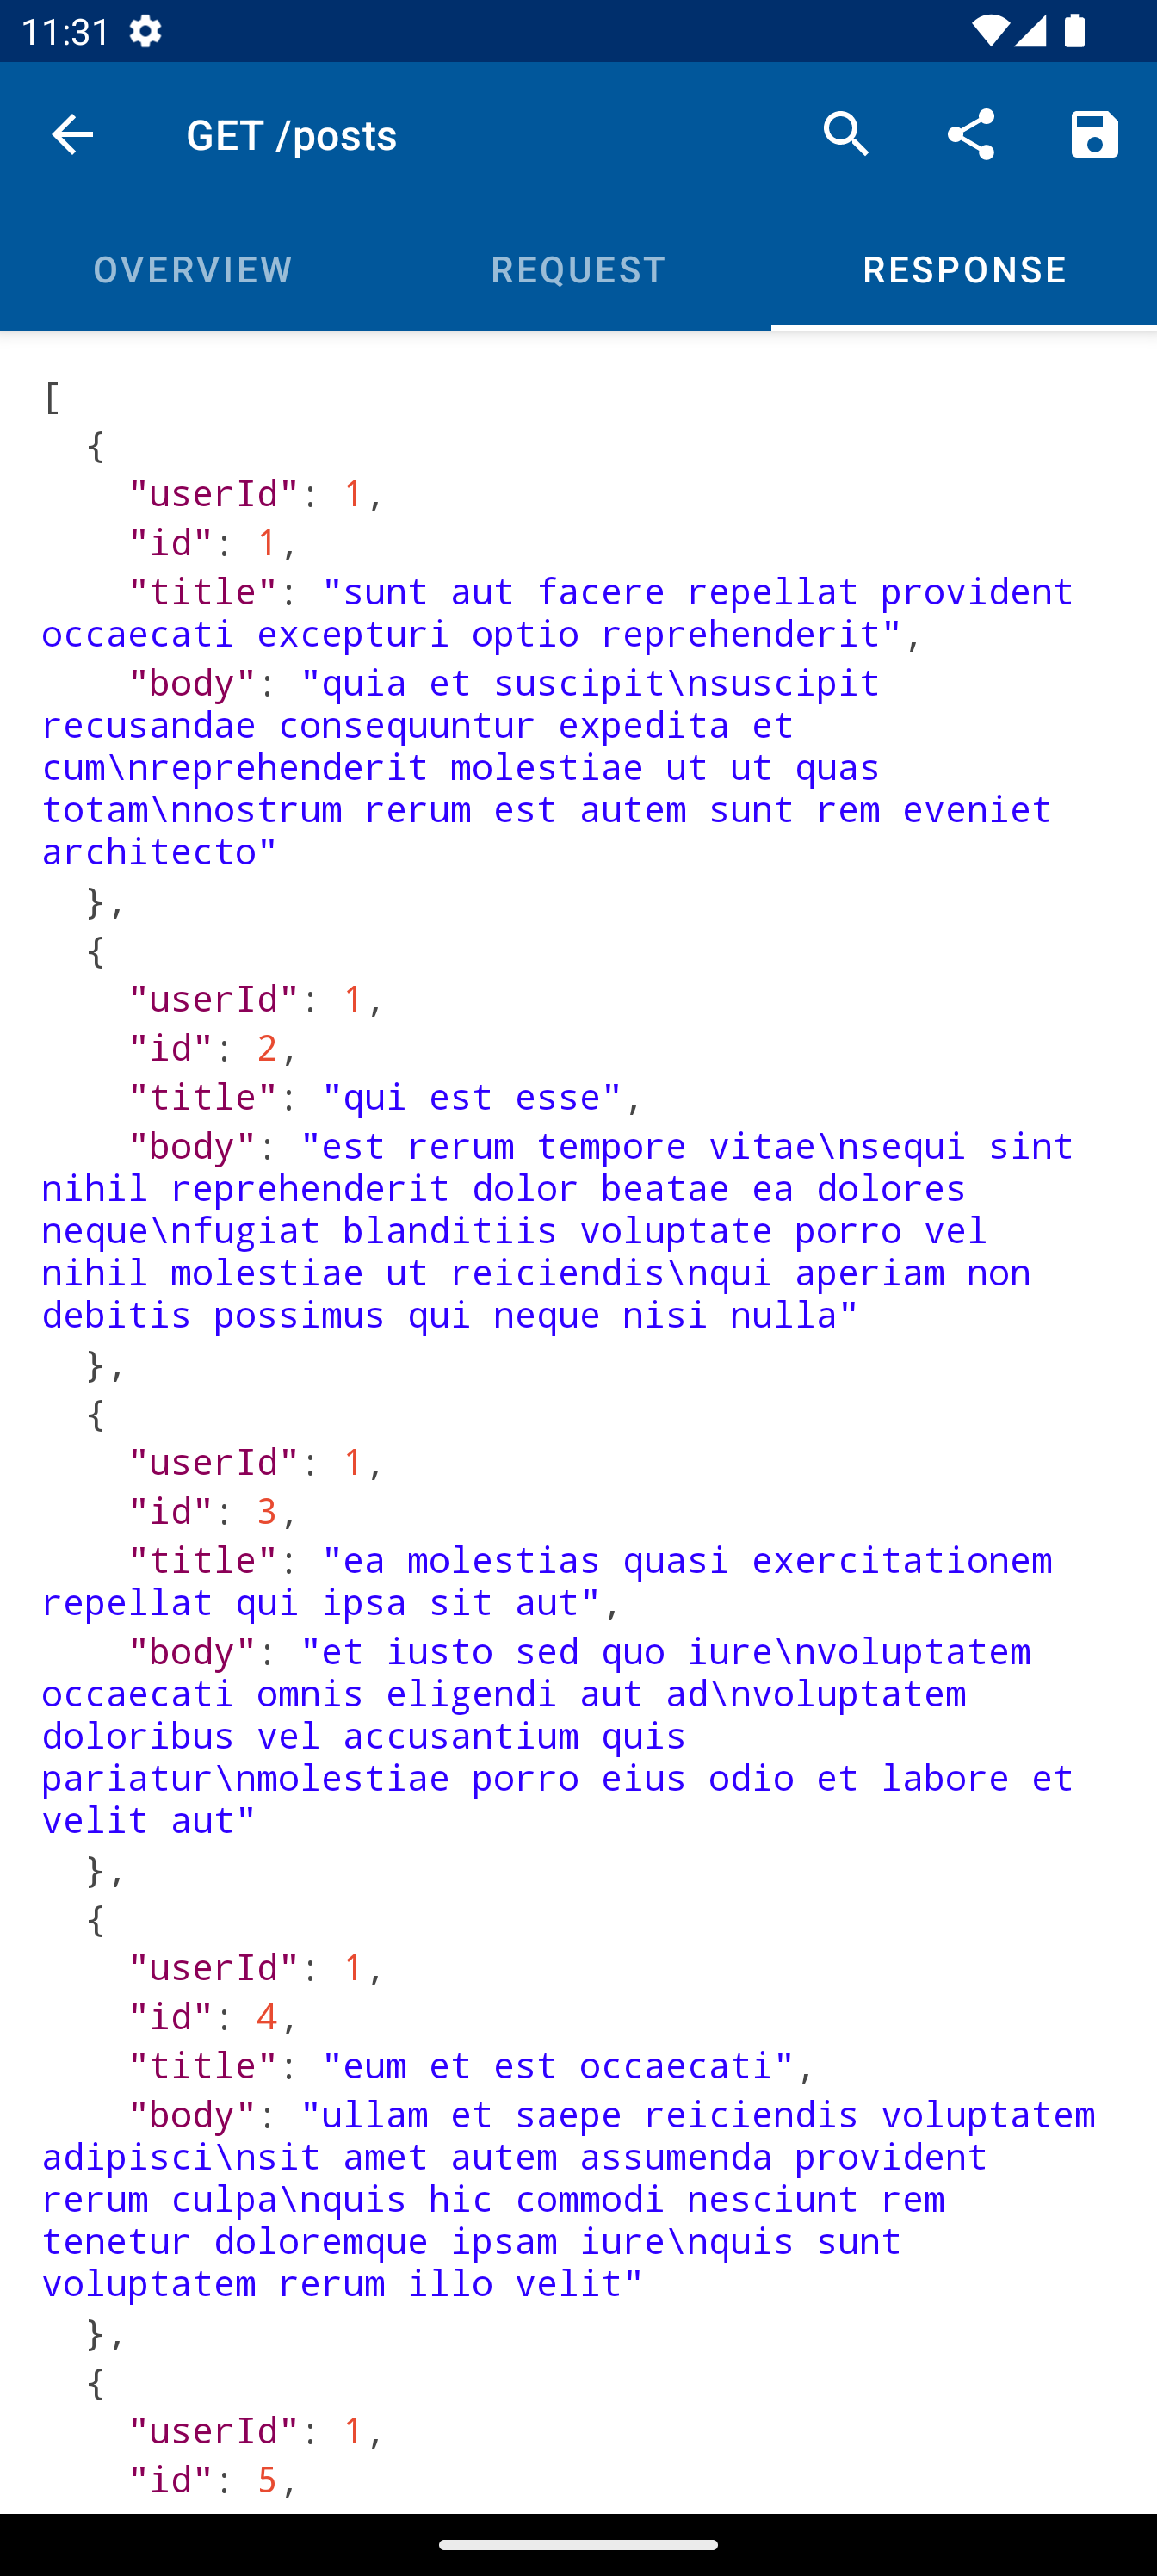 11:31
GET /posts
OVERVIEW REQUEST RESPONSE
[
  {
    "userId": 1,
    "id": 1,
    "title": "sunt aut facere repellat provident
occaecati excepturi optio reprehenderit",
    "body": "quia et suscipit\nsuscipit
recusandae consequuntur expedita et
cum\nreprehenderit molestiae ut ut quas
totam\nnostrum rerum est autem sunt rem eveniet
architecto"
  },
  {
    "userId": 1,
    "id": 2,
    "title": "qui est esse",
    "body": "est rerum tempore vitae\nsequi sint
nihil reprehenderit dolor beatae ea dolores
neque\nfugiat blanditiis voluptate porro vel
nihil molestiae ut reiciendis\nqui aperiam non
debitis possimus qui neque nisi nulla"
  },
  {
    "userId": 1,
    "id": 3,
    "title": "ea molestias quasi exercitationem
repellat qui ipsa sit aut",
    "body": "et iusto sed quo iure\nvoluptatem
occaecati omnis eligendi aut ad\nvoluptatem
doloribus vel accusantium quis
pariatur\nmolestiae porro eius odio et labore et
velit aut"
  },
  {
    "userId": 1,
    "id": 4,
    "title": "eum et est occaecati",
    "body": "ullam et saepe reiciendis voluptatem
adipisci\nsit amet autem assumenda provident
rerum culpa\nquis hic commodi nesciunt rem
tenetur doloremque ipsam iure\nquis sunt
voluptatem rerum illo velit"
  },
  {
    "userId": 1,
    "id": 5,